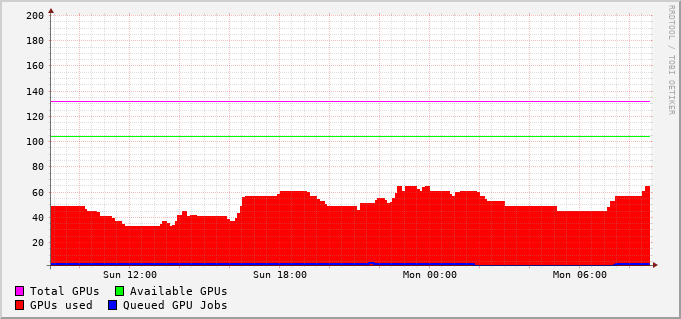 200
180
160
140
120
100
80
60
40
20
Sun 12:00 Sun 18:00 Mon 00:00 Mon 06:00
Total GPUs Available GPUs
GPUs used Queued GPU Jobs
RRDTOOL / TOBI OETIKER